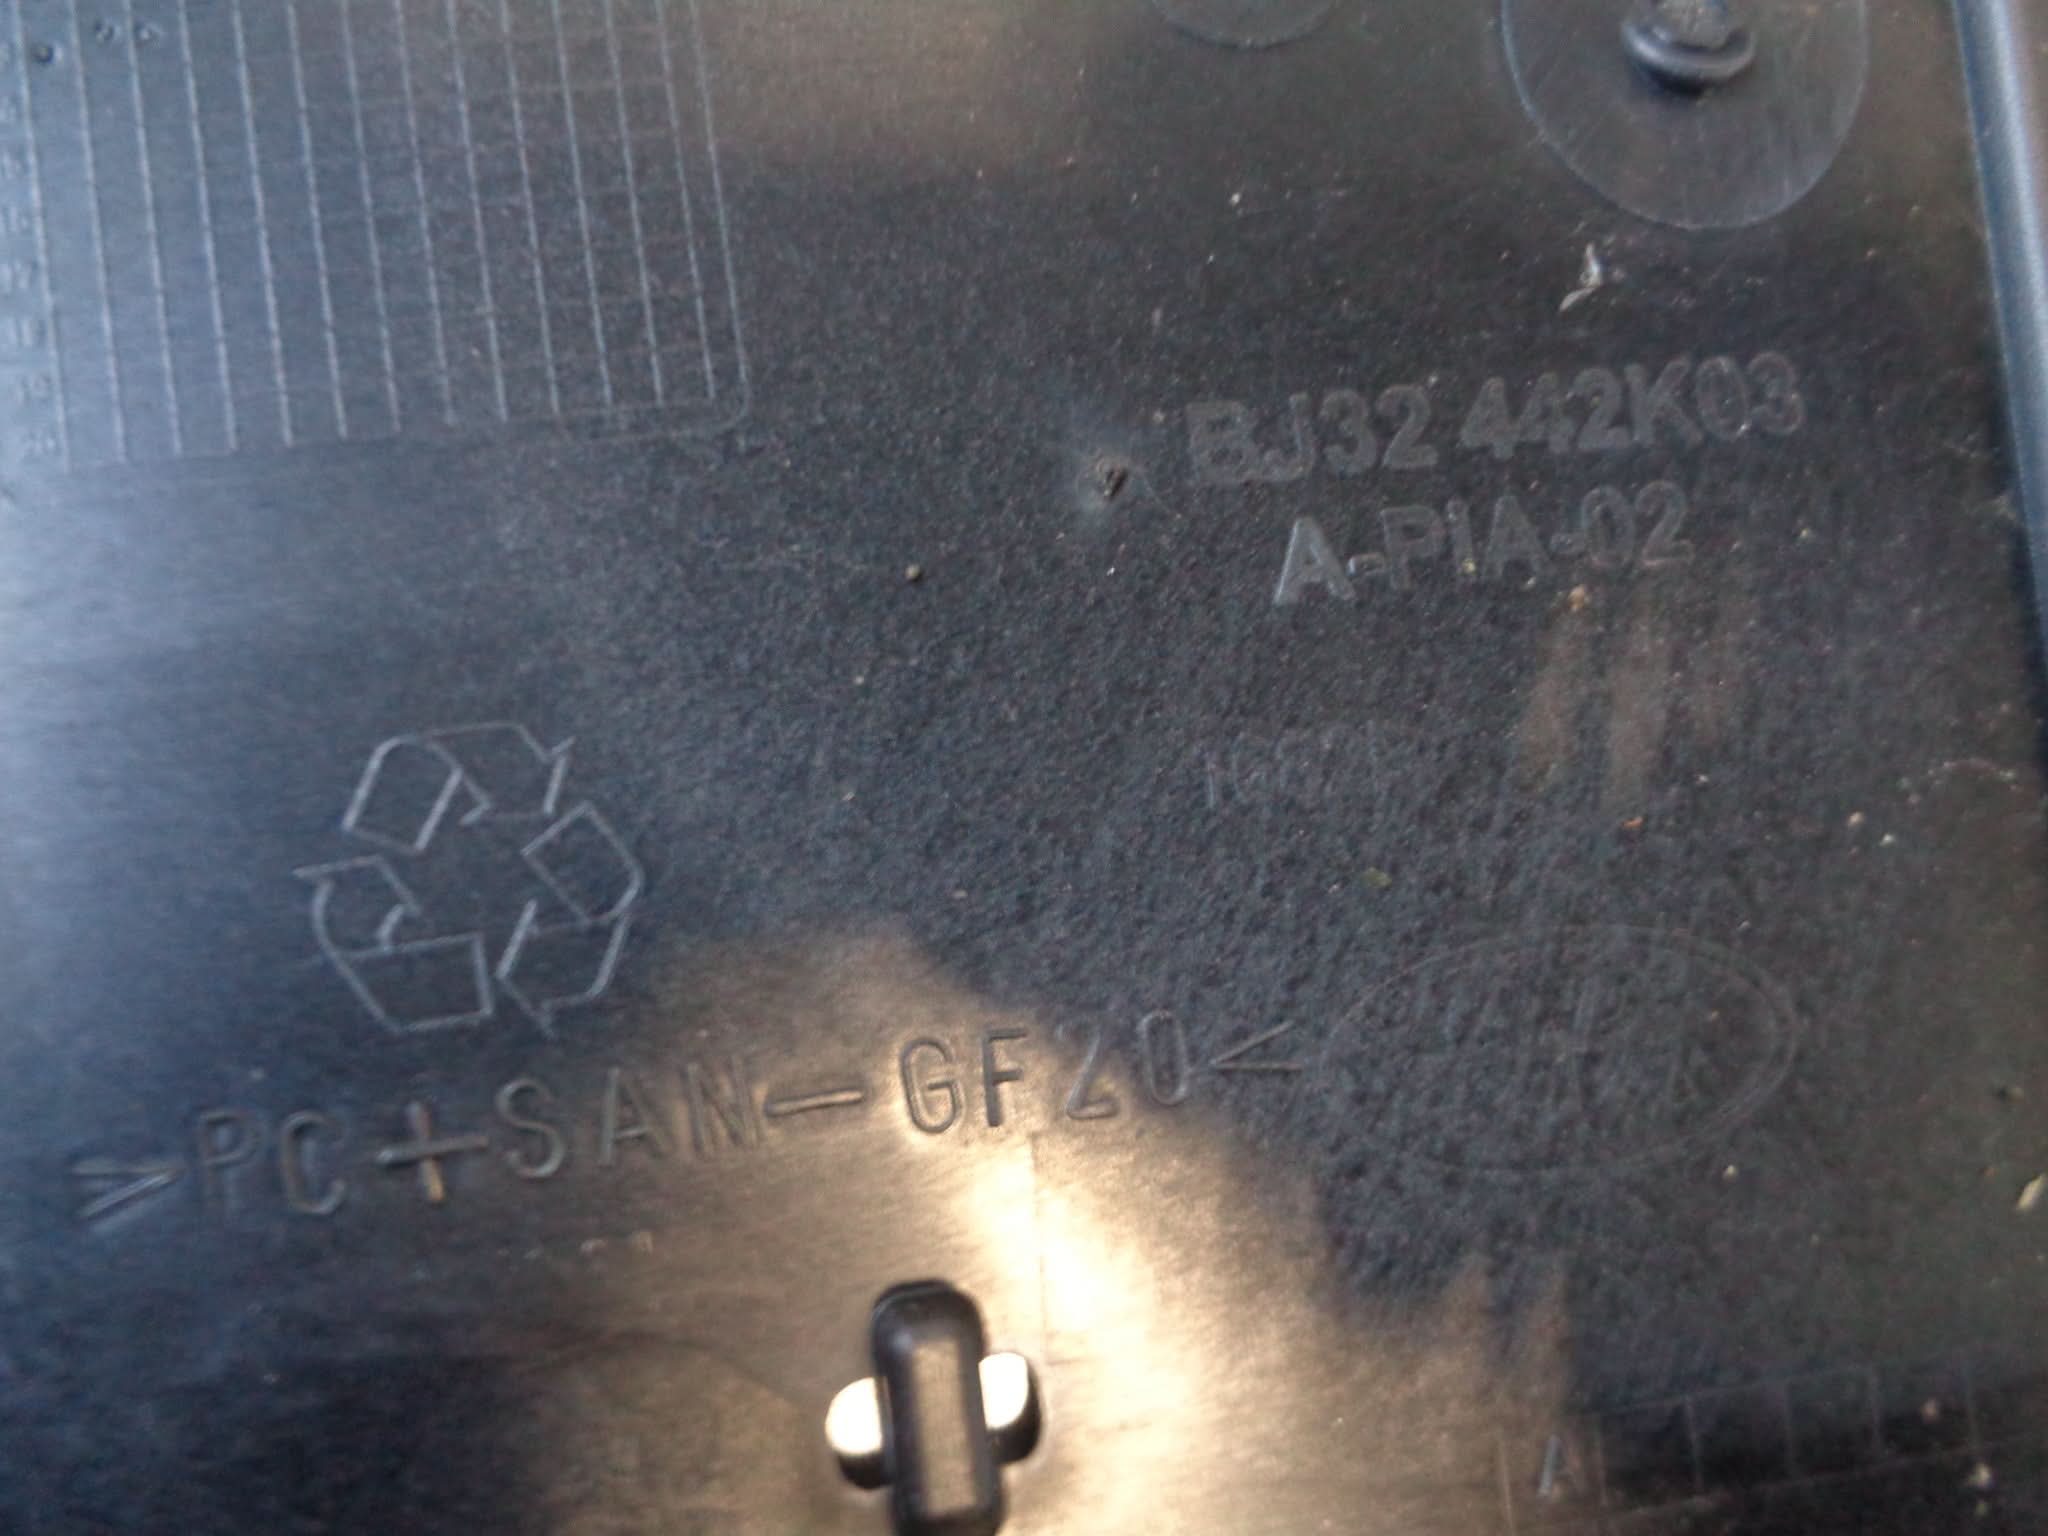 BJ32 442K03
A-PIA-02
>PC+SAN-GF20<
A